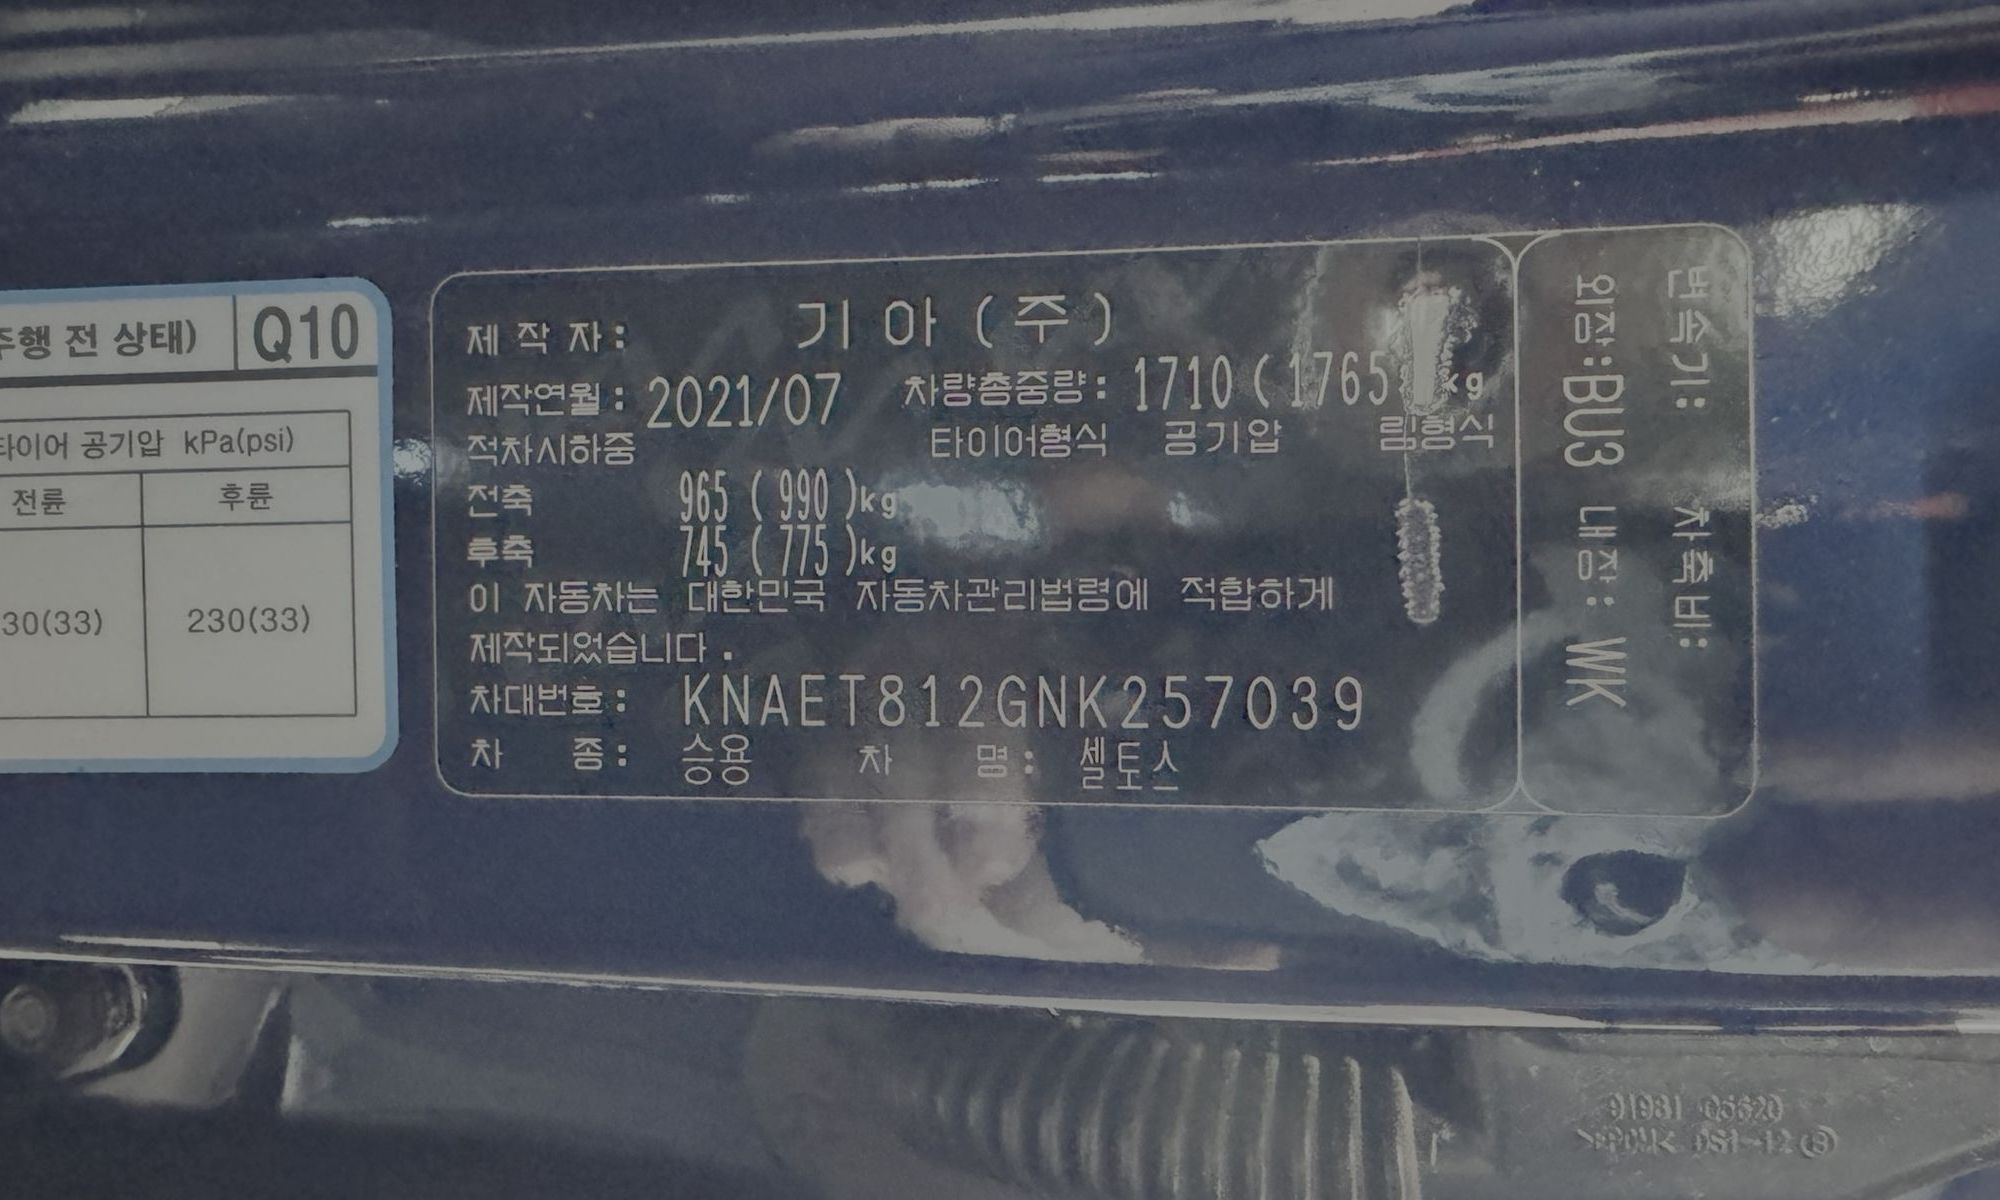 주행 전 상태) Q10
타이어 공기압 kPa(psi)
전륜 후륜
30(33) 230(33)
제 작 자: 기 아 (주)
제작연월: 2021/07 차량총중량: 1710 ( 1765 kg
적차시하중 타이어형식 공기압 림형식
전축 965 ( 990 )kg
후축 745 ( 775 )kg
이 자동차는 대한민국 자동차관리법령에 적합하게
제작되었습니다.
차대번호: KNAET812GNK257039
차 종: 승용 차 명: 셀토스
변속기: 차축비:
외장:BU3 내장: WK
91981